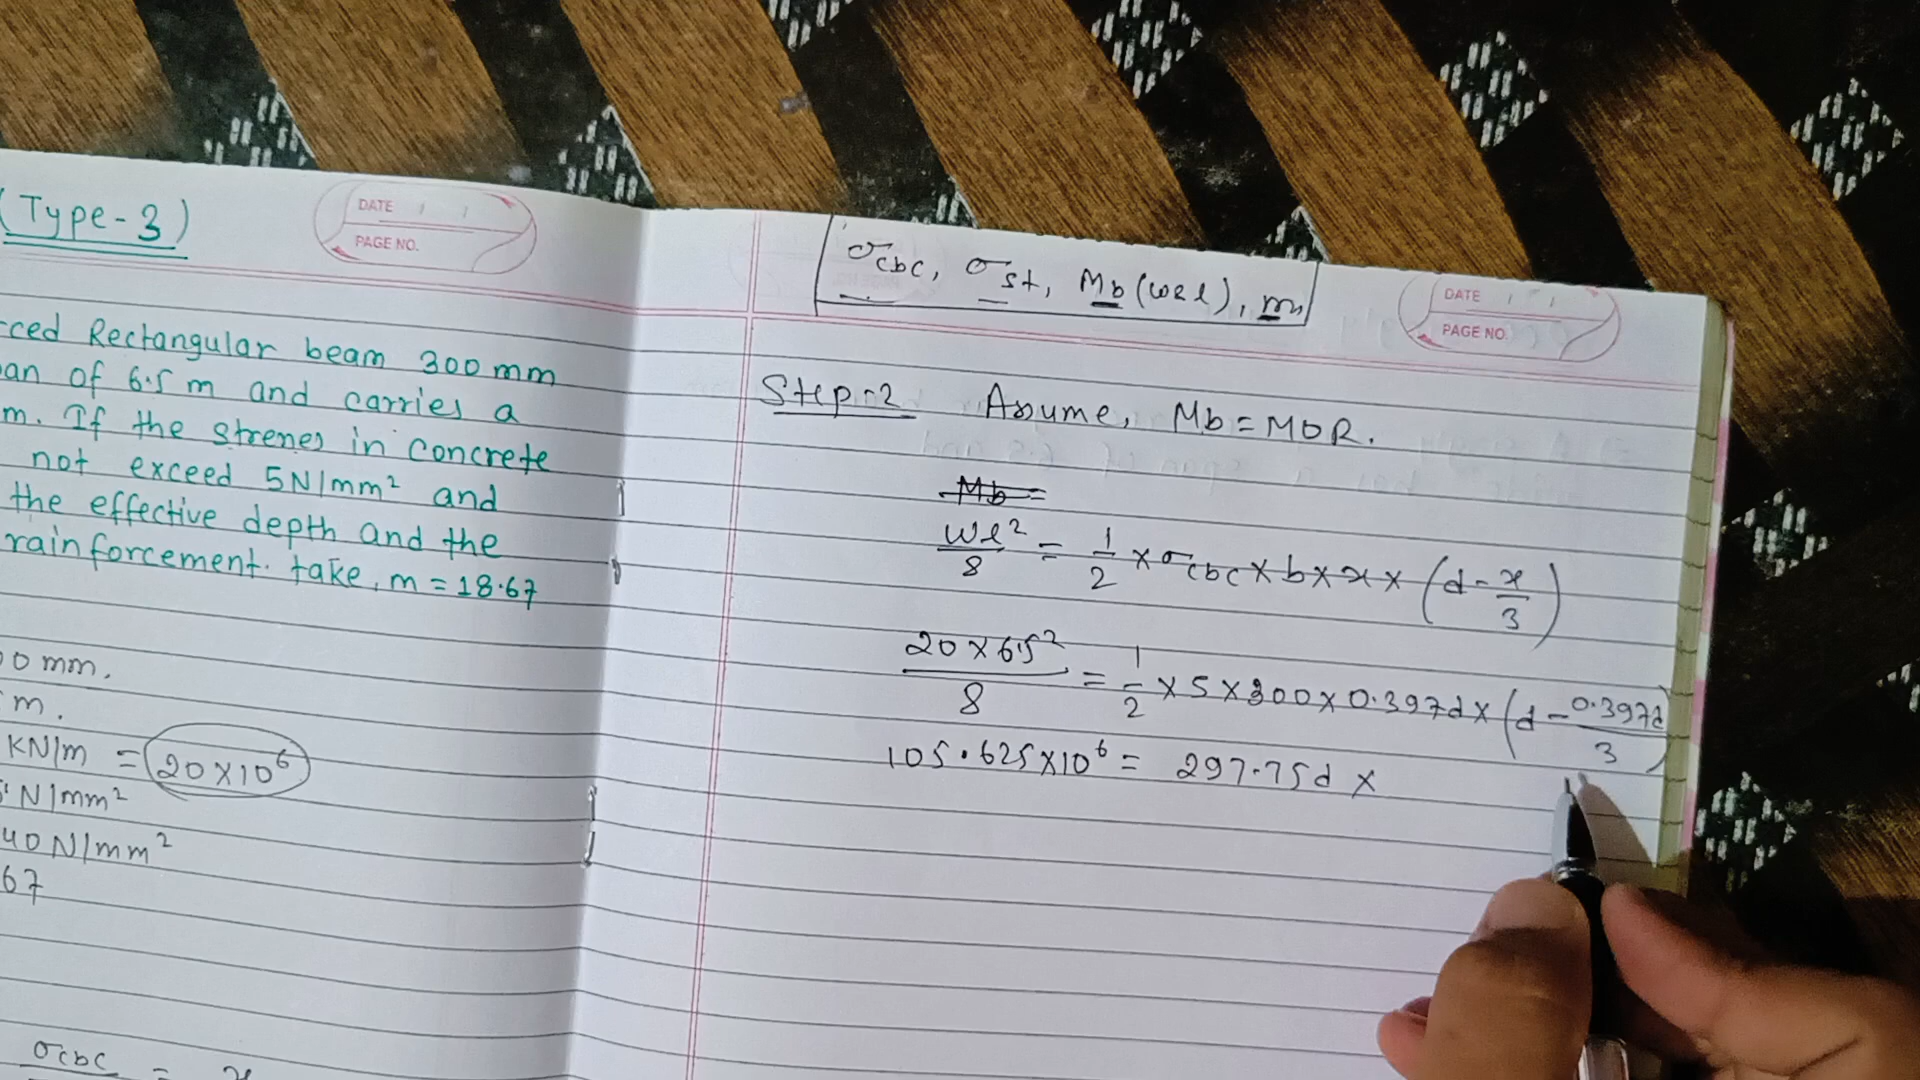 (Type-3)
DATE / /
PAGE NO.
rced Rectangular beam 300 mm
an of 6.5 m and carries a
m. If the stresses in concrete
not exceed 5N/mm² and
the effective depth and the
rainforcement. take, m = 18.67
0 mm.
m.
KN/m = 20×10⁶
N/mm²
40 N/mm²
67
σcbc = x
σcbc, σst, Mb (w&l), m
DATE / /
PAGE NO.
Step-2 Assume, Mb = MOR.
Mb =
wl²/8 = 1/2 × σcbc × b × x × (d - x/3)
20 × 6.5²/8 = 1/2 × 5 × 300 × 0.397d × (d - 0.397d/3)
105.625×10⁶ = 297.75d ×